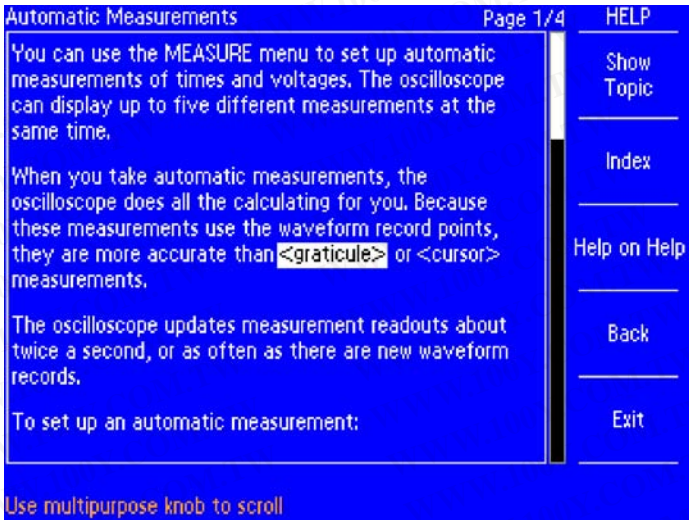 Automatic Measurements Page 1/4 HELP
You can use the MEASURE menu to set up automatic
measurements of times and voltages. The oscilloscope
can display up to five different measurements at the
same time.
When you take automatic measurements, the
oscilloscope does all the calculating for you. Because
these measurements use the waveform record points,
they are more accurate than <graticule> or <cursor>
measurements.
The oscilloscope updates measurement readouts about
twice a second, or as often as there are new waveform
records.
To set up an automatic measurement:
Show
Topic
Index
Help on Help
Back
Exit
Use multipurpose knob to scroll